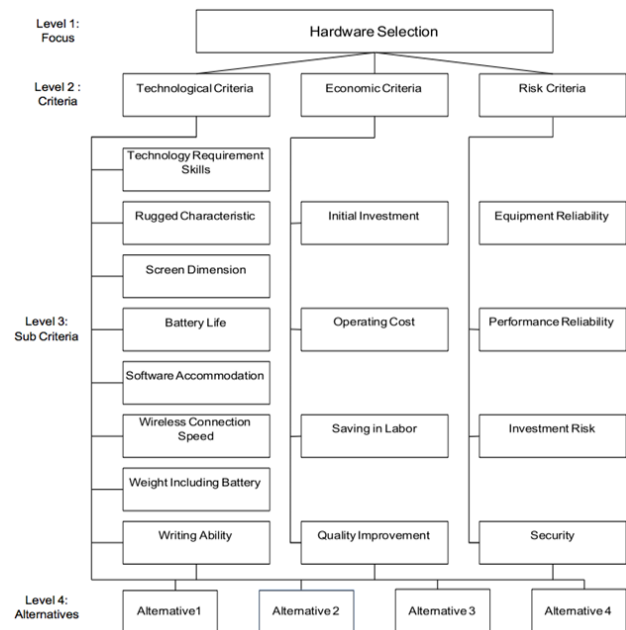 Level 1:
Focus
Hardware Selection
Level 2 :
Criteria
Technological Criteria
Economic Criteria
Risk Criteria
Level 3:
Sub Criteria
Technology Requirement
Skills
Rugged Characteristic
Initial Investment
Equipment Reliability
Screen Dimension
Battery Life
Operating Cost
Performance Reliability
Software Accommodation
Wireless Connection
Speed
Saving in Labor
Investment Risk
Weight Including Battery
Writing Ability
Quality Improvement
Security
Level 4:
Alternatives
Alternative1
Alternative 2
Alternative 3
Alternative 4